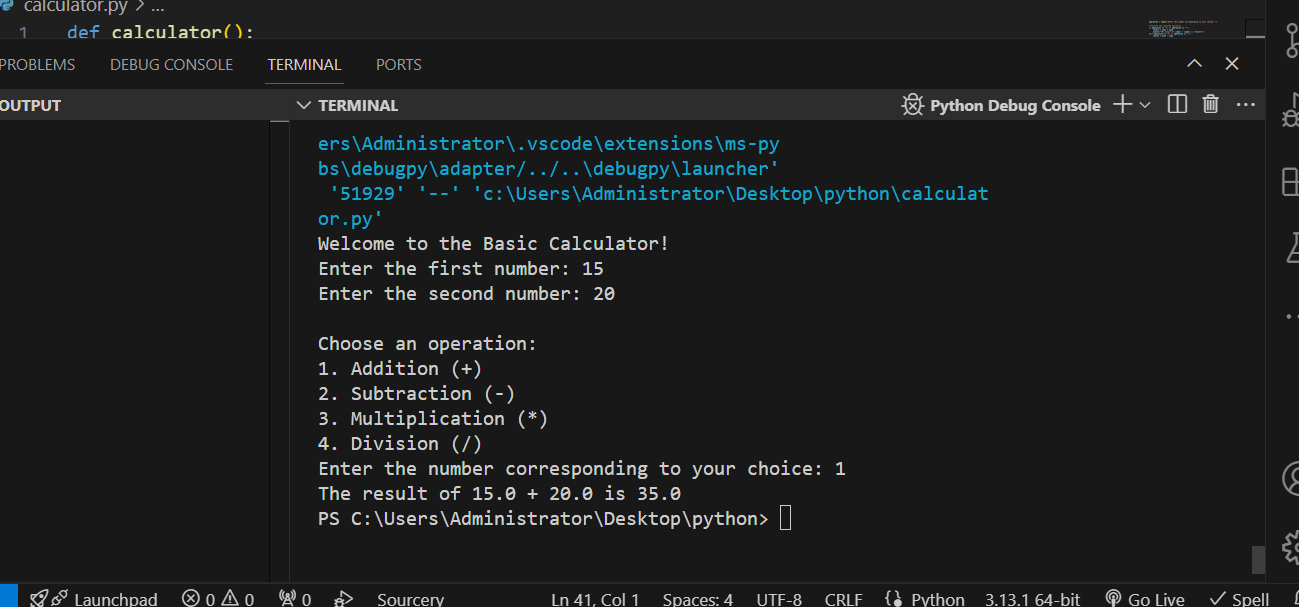 calculator.py > ...
1 def calculator():
PROBLEMS DEBUG CONSOLE TERMINAL PORTS
OUTPUT
TERMINAL
Python Debug Console
ers\Administrator\.vscode\extensions\ms-py
bs\debugpy\adapter/../..\debugpy\launcher'
'51929' '--' 'c:\Users\Administrator\Desktop\python\calculat
or.py'
Welcome to the Basic Calculator!
Enter the first number: 15
Enter the second number: 20
Choose an operation:
1. Addition (+)
2. Subtraction (-)
3. Multiplication (*)
4. Division (/)
Enter the number corresponding to your choice: 1
The result of 15.0 + 20.0 is 35.0
PS C:\Users\Administrator\Desktop\python>
Launchpad 0 0 0 Sourcery Ln 41, Col 1 Spaces: 4 UTF-8 CRLF Python 3.13.1 64-bit Go Live Spell